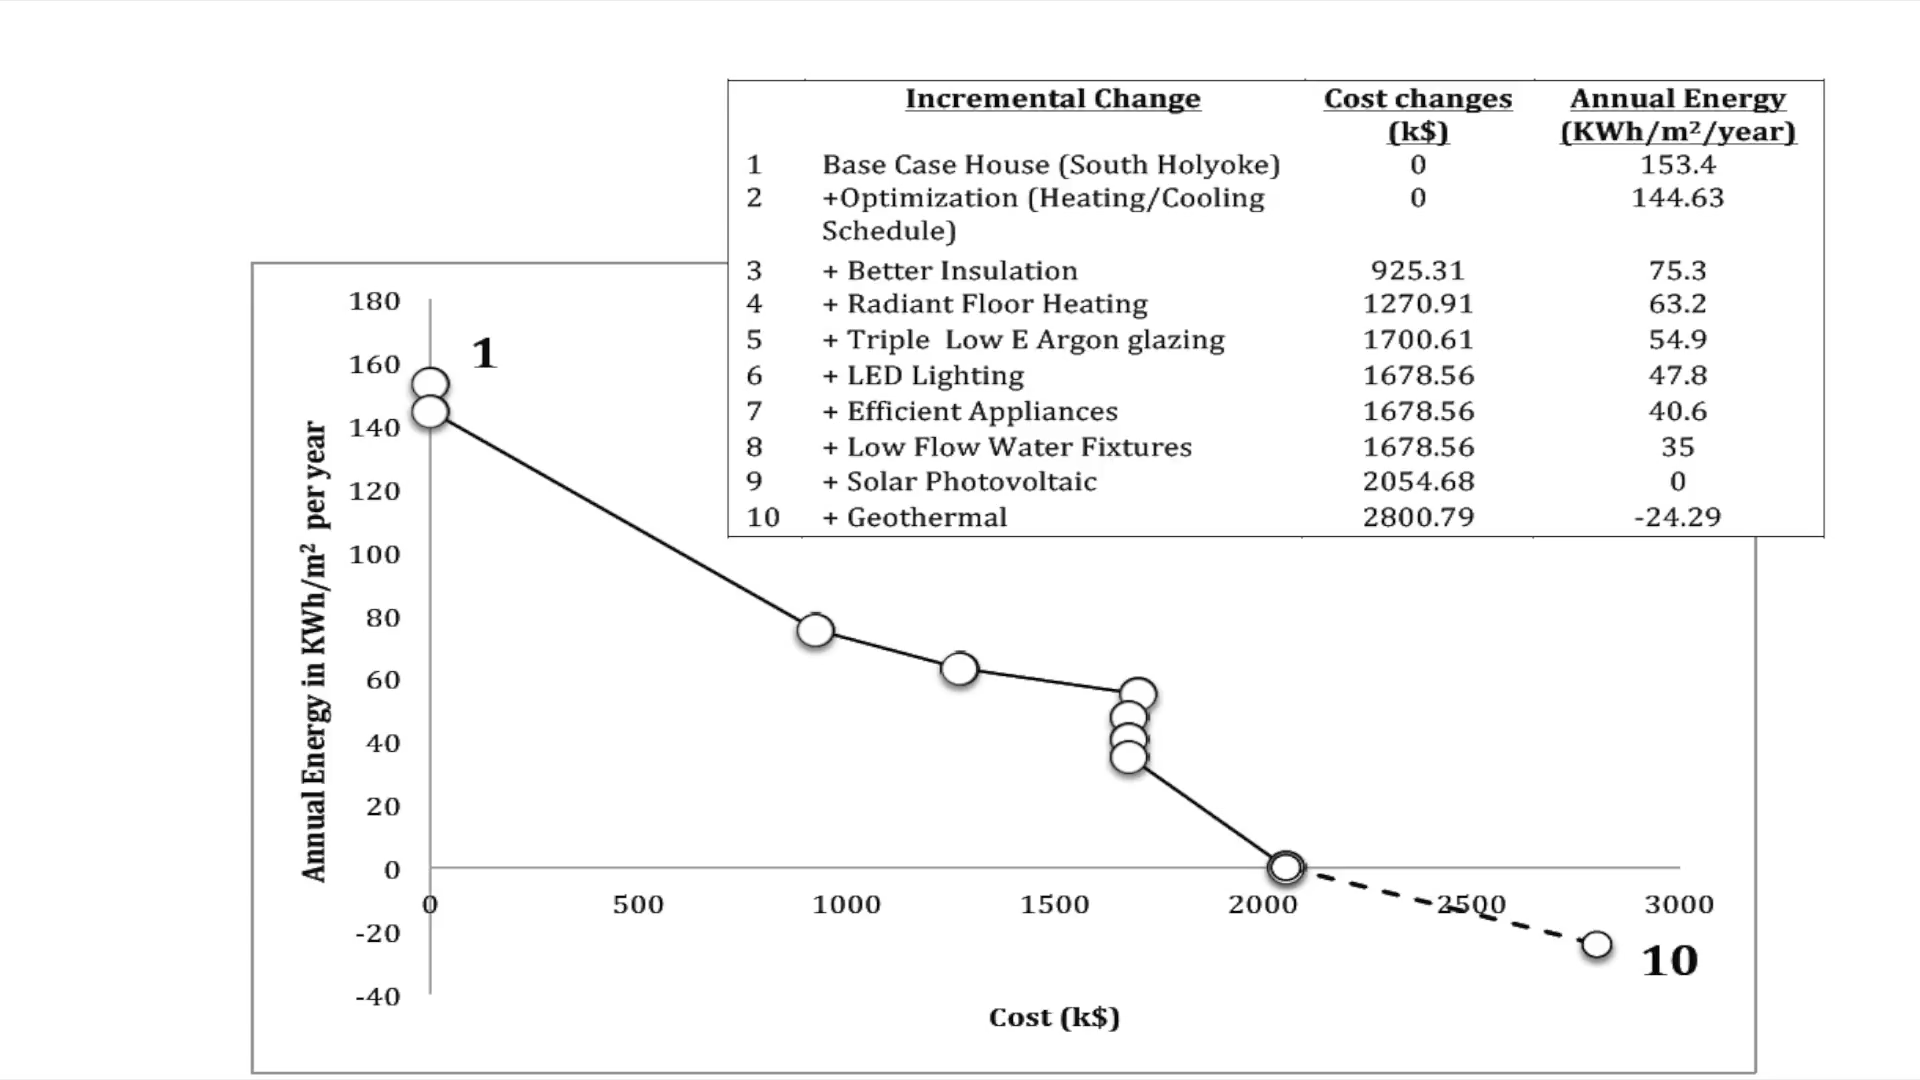 Incremental Change Cost changes Annual Energy
(k$) (KWh/m²/year)
1 Base Case House (South Holyoke) 0 153.4
2 +Optimization (Heating/Cooling 0 144.63
Schedule)
3 + Better Insulation 925.31 75.3
4 + Radiant Floor Heating 1270.91 63.2
5 + Triple Low E Argon glazing 1700.61 54.9
6 + LED Lighting 1678.56 47.8
7 + Efficient Appliances 1678.56 40.6
8 + Low Flow Water Fixtures 1678.56 35
9 + Solar Photovoltaic 2054.68 0
10 + Geothermal 2800.79 -24.29
Annual Energy in KWh/m² per year
180
160
140
120
100
80
60
40
20
0
-20
-40
1
0 500 1000 1500 2000 2500 3000
10
Cost (k$)